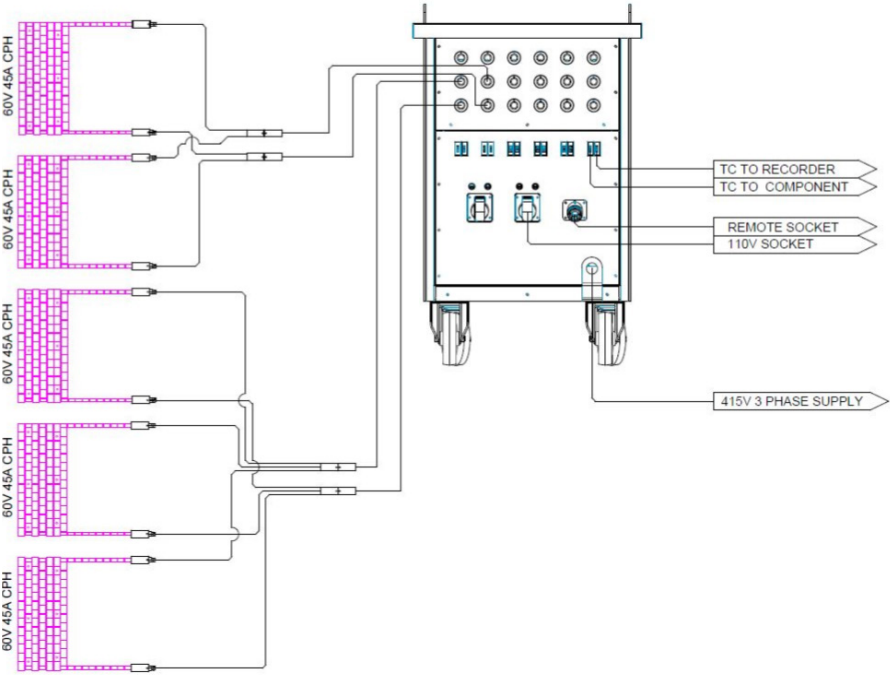 60V 45A CPH
60V 45A CPH
60V 45A CPH
60V 45A CPH
60V 45A CPH
TC TO RECORDER
TC TO COMPONENT
REMOTE SOCKET
110V SOCKET
415V 3 PHASE SUPPLY